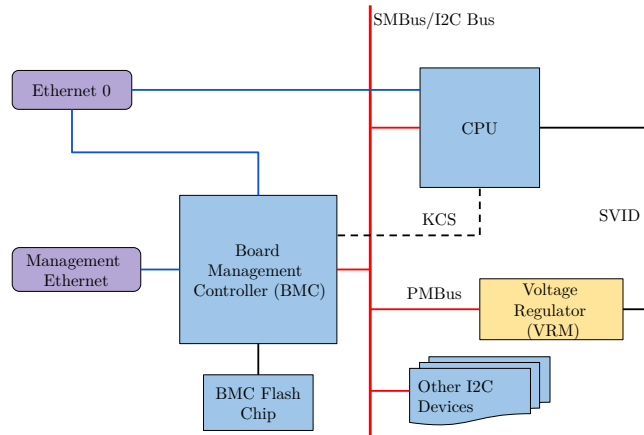 SMBus/I2C Bus
Ethernet 0
CPU
KCS
SVID
Board
Management
Controller (BMC)
Management
Ethernet
PMBus
Voltage
Regulator
(VRM)
BMC Flash
Chip
Other I2C
Devices